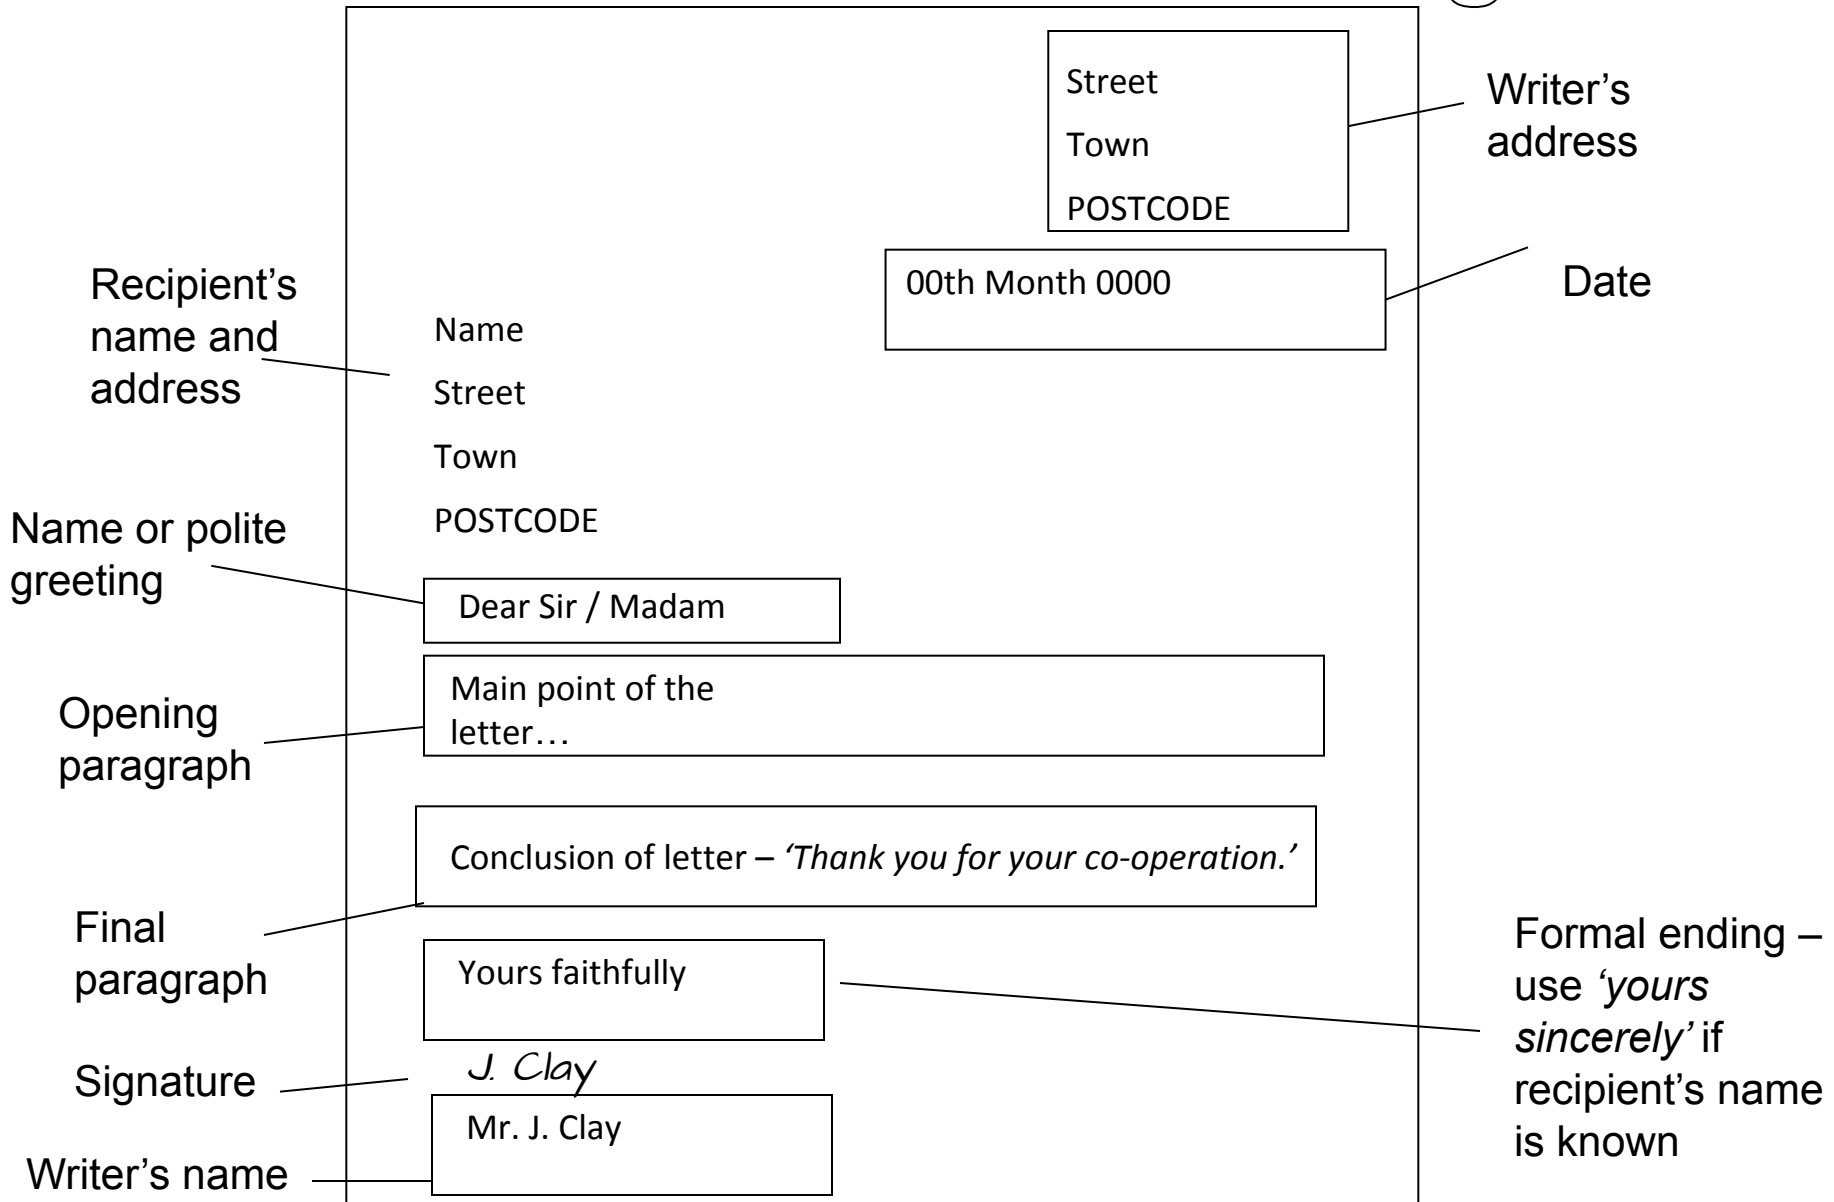 Street
Town
POSTCODE
Writer’s
address
00th Month 0000
Date
Recipient’s
name and
address
Name
Street
Town
POSTCODE
Name or polite
greeting
Dear Sir / Madam
Opening
paragraph
Main point of the
letter…
Conclusion of letter – ‘Thank you for your co-operation.’
Final
paragraph
Yours faithfully
Formal ending –
use ‘yours
sincerely’ if
recipient’s name
is known
Signature
J. Clay
Mr. J. Clay
Writer’s name